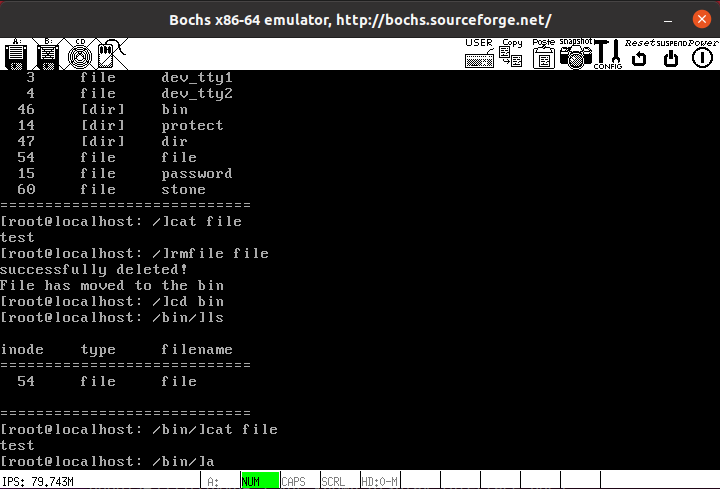 Bochs x86-64 emulator, http://bochs.sourceforge.net/
A: B: CD USER Copy Paste snapshot CONFIG Reset SUSPEND Power
3 file dev_tty1
4 file dev_tty2
46 [dir] bin
14 [dir] protect
47 [dir] dir
54 file file
15 file password
60 file stone
============================
[root@localhost: /]cat file
test
[root@localhost: /]rmfile file
successfully deleted!
File has moved to the bin
[root@localhost: /]cd bin
[root@localhost: /bin/]ls
inode type filename
============================
54 file file
============================
[root@localhost: /bin/]cat file
test
[root@localhost: /bin/]a
IPS: 79.743M A: NUM CAPS SCRL HD:0-M